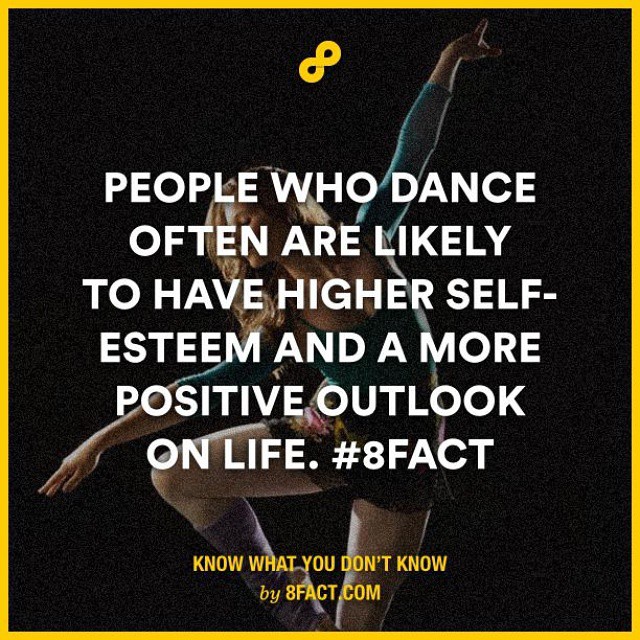 PEOPLE WHO DANCE
OFTEN ARE LIKELY
TO HAVE HIGHER SELF-
ESTEEM AND A MORE
POSITIVE OUTLOOK
ON LIFE. #8FACT
KNOW WHAT YOU DON'T KNOW
by 8FACT.COM